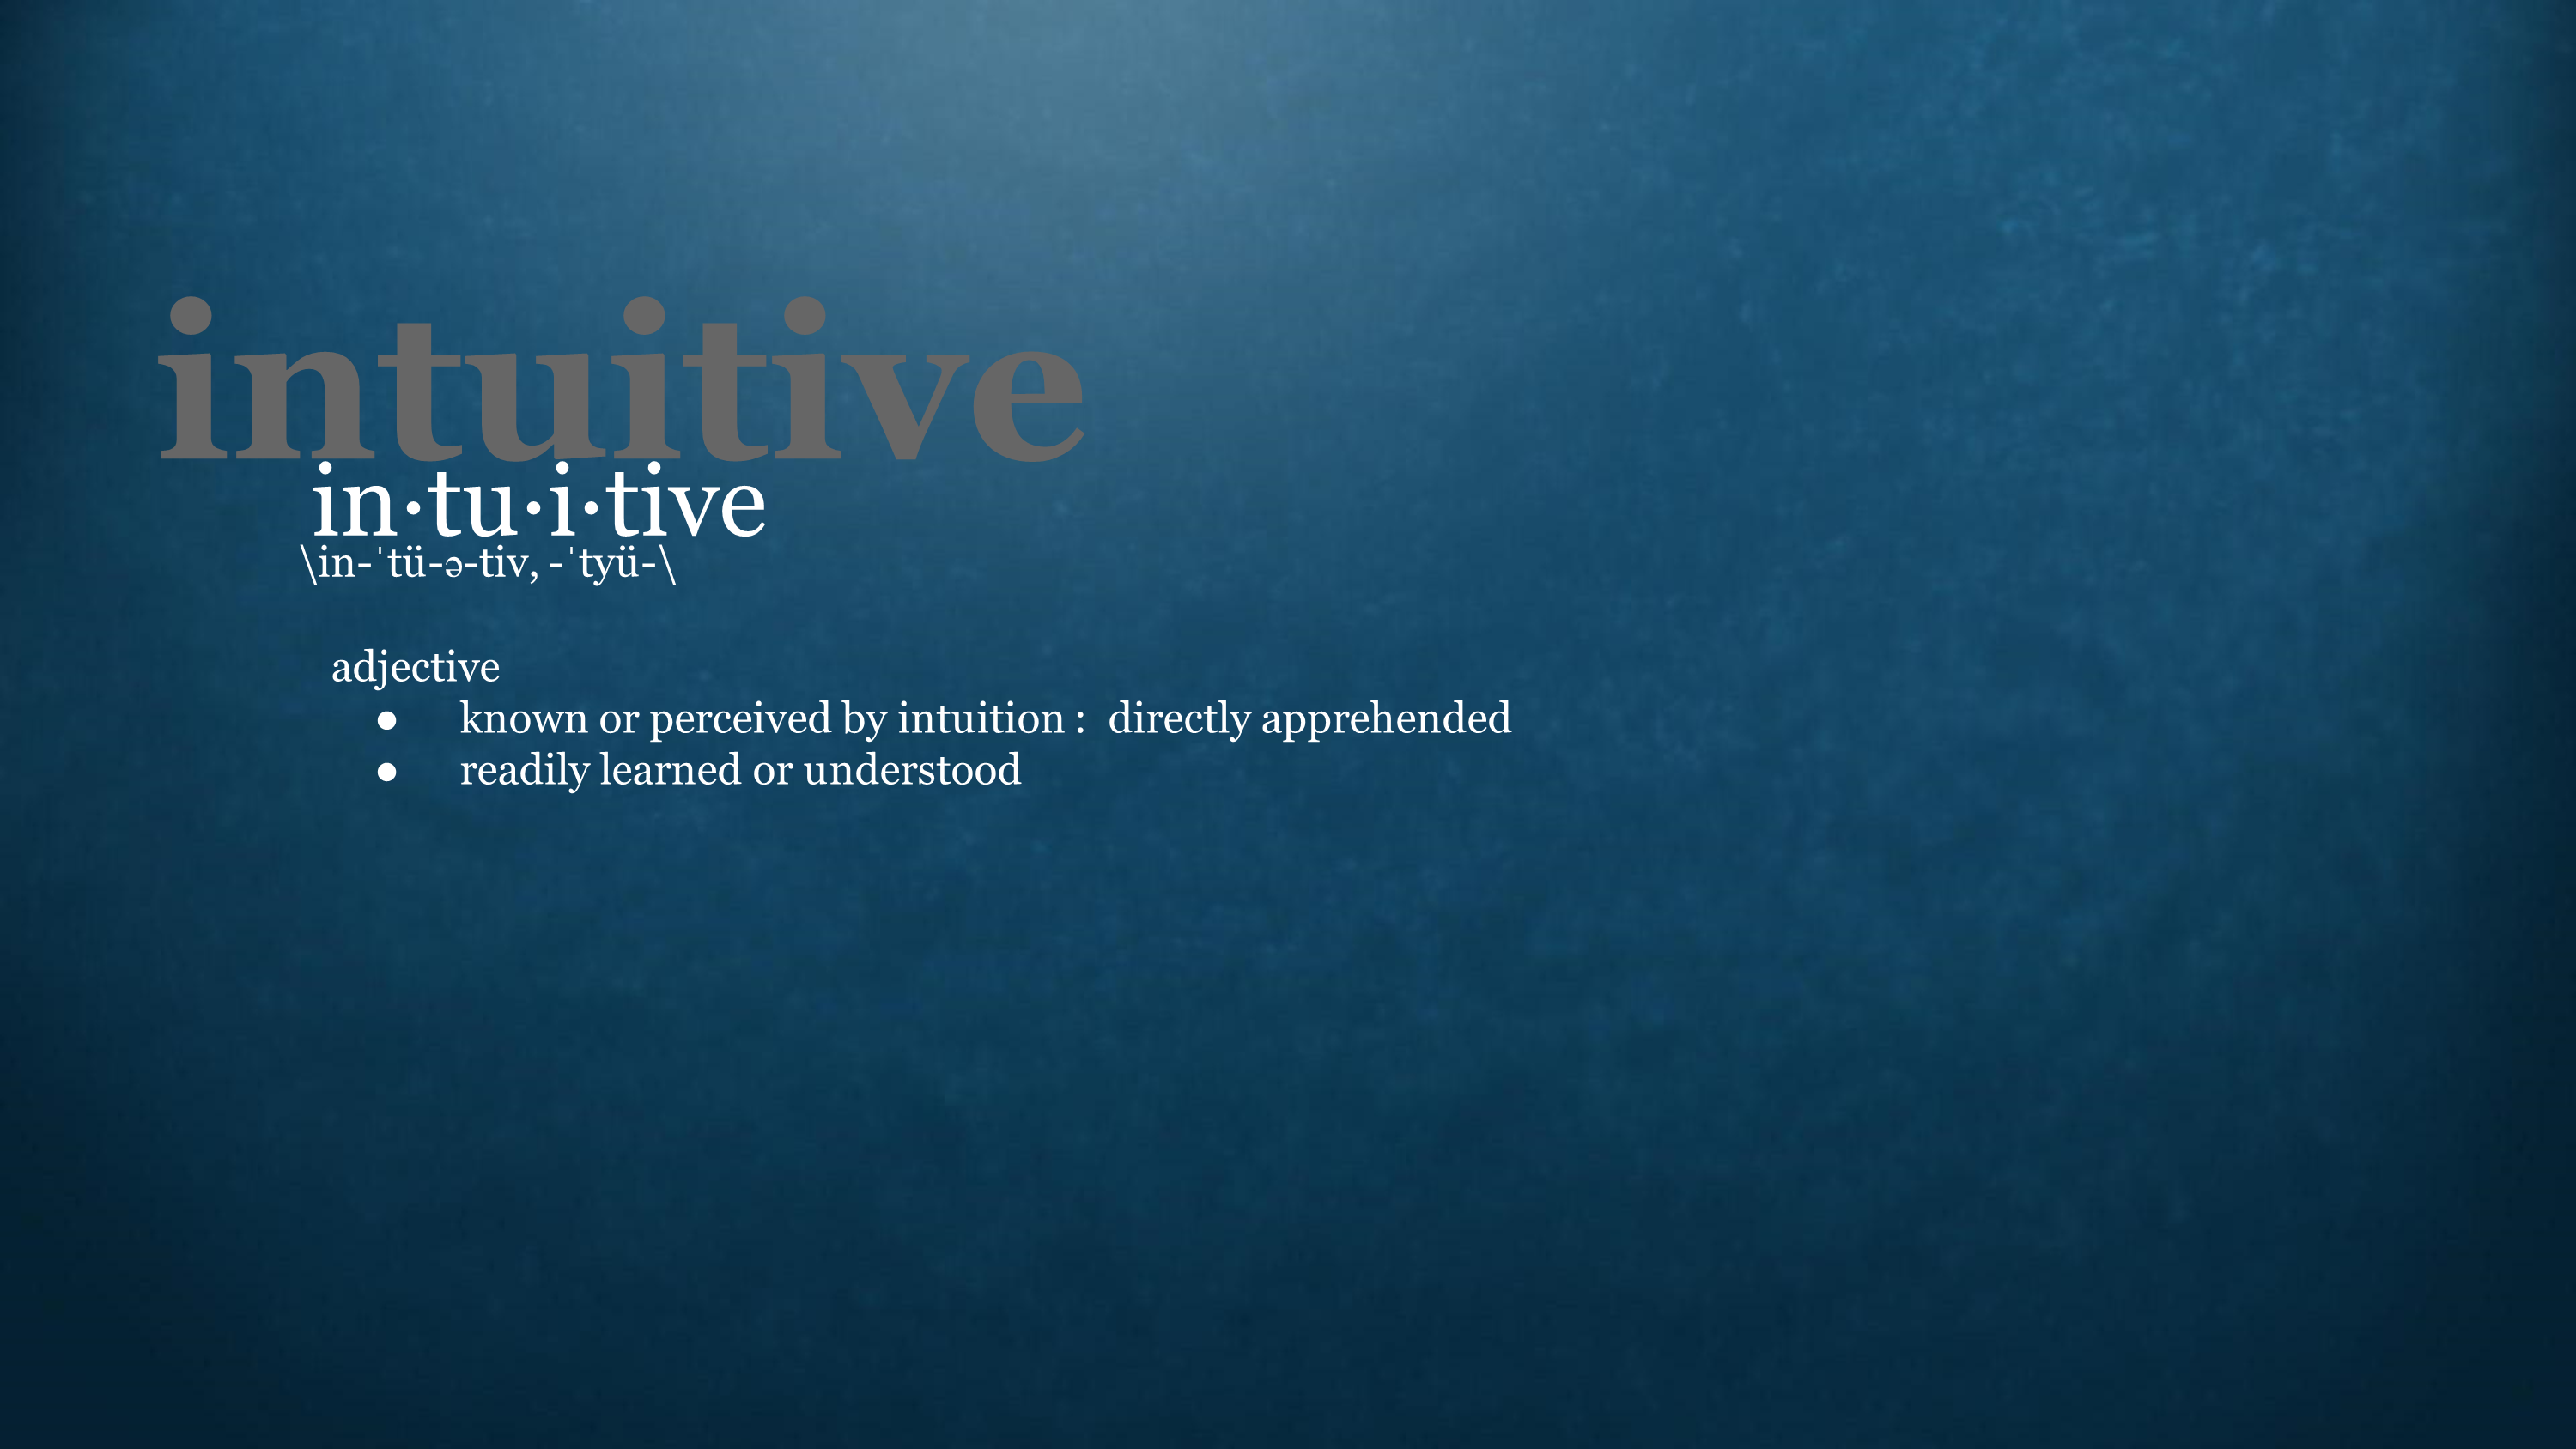 intuitive
in·tu·i·tive
\in-ˈtü-ə-tiv, -ˈtyü-\
adjective
● known or perceived by intuition :  directly apprehended
● readily learned or understood